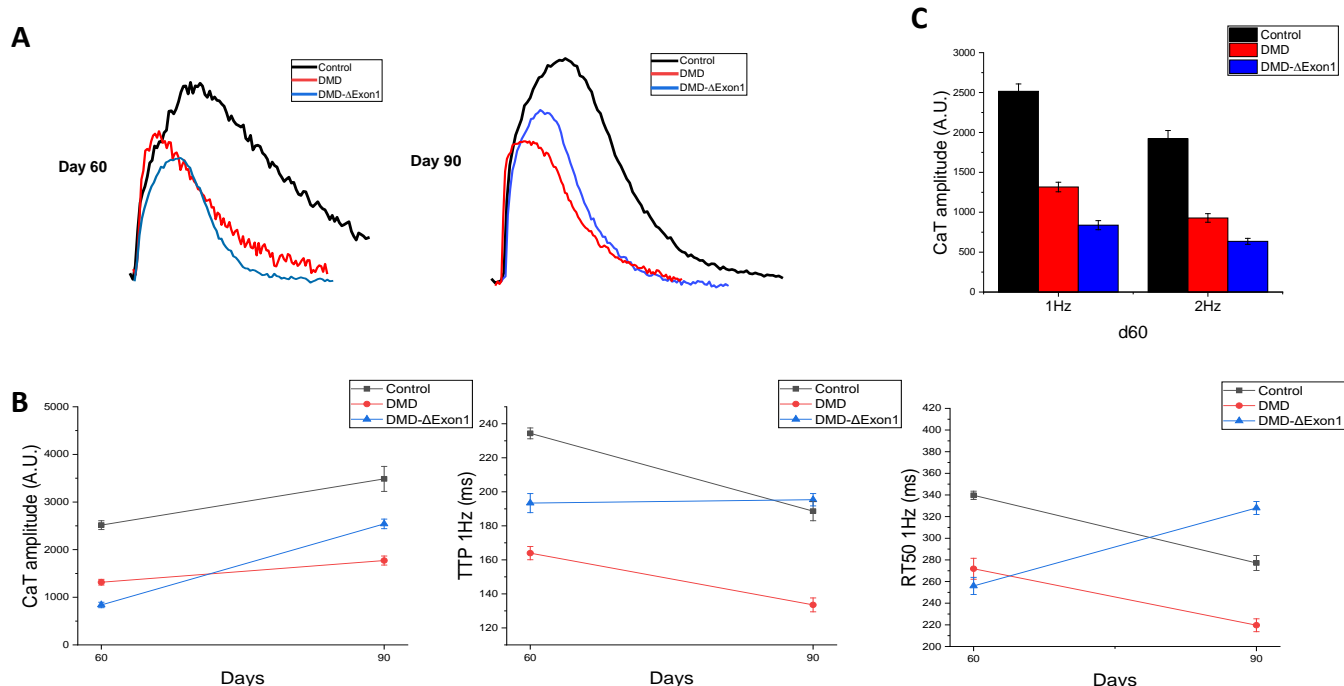 A
Control
DMD
DMD-ΔExon1
Day 60
Control
DMD
DMD-ΔExon1
Day 90
C
Control
DMD
DMD-ΔExon1
CaT amplitude (A.U.)
3000
2500
2000
1500
1000
500
0
1Hz
2Hz
d60
B
Control
DMD
DMD-ΔExon1
CaT amplitude (A.U.)
5000
4000
3000
2000
1000
0
60
90
Days
Control
DMD
DMD-ΔExon1
TTP 1Hz (ms)
240
220
200
180
160
140
120
60
90
Days
Control
DMD
DMD-ΔExon1
RT50 1Hz (ms)
420
400
380
360
340
320
300
280
260
240
220
200
60
90
Days